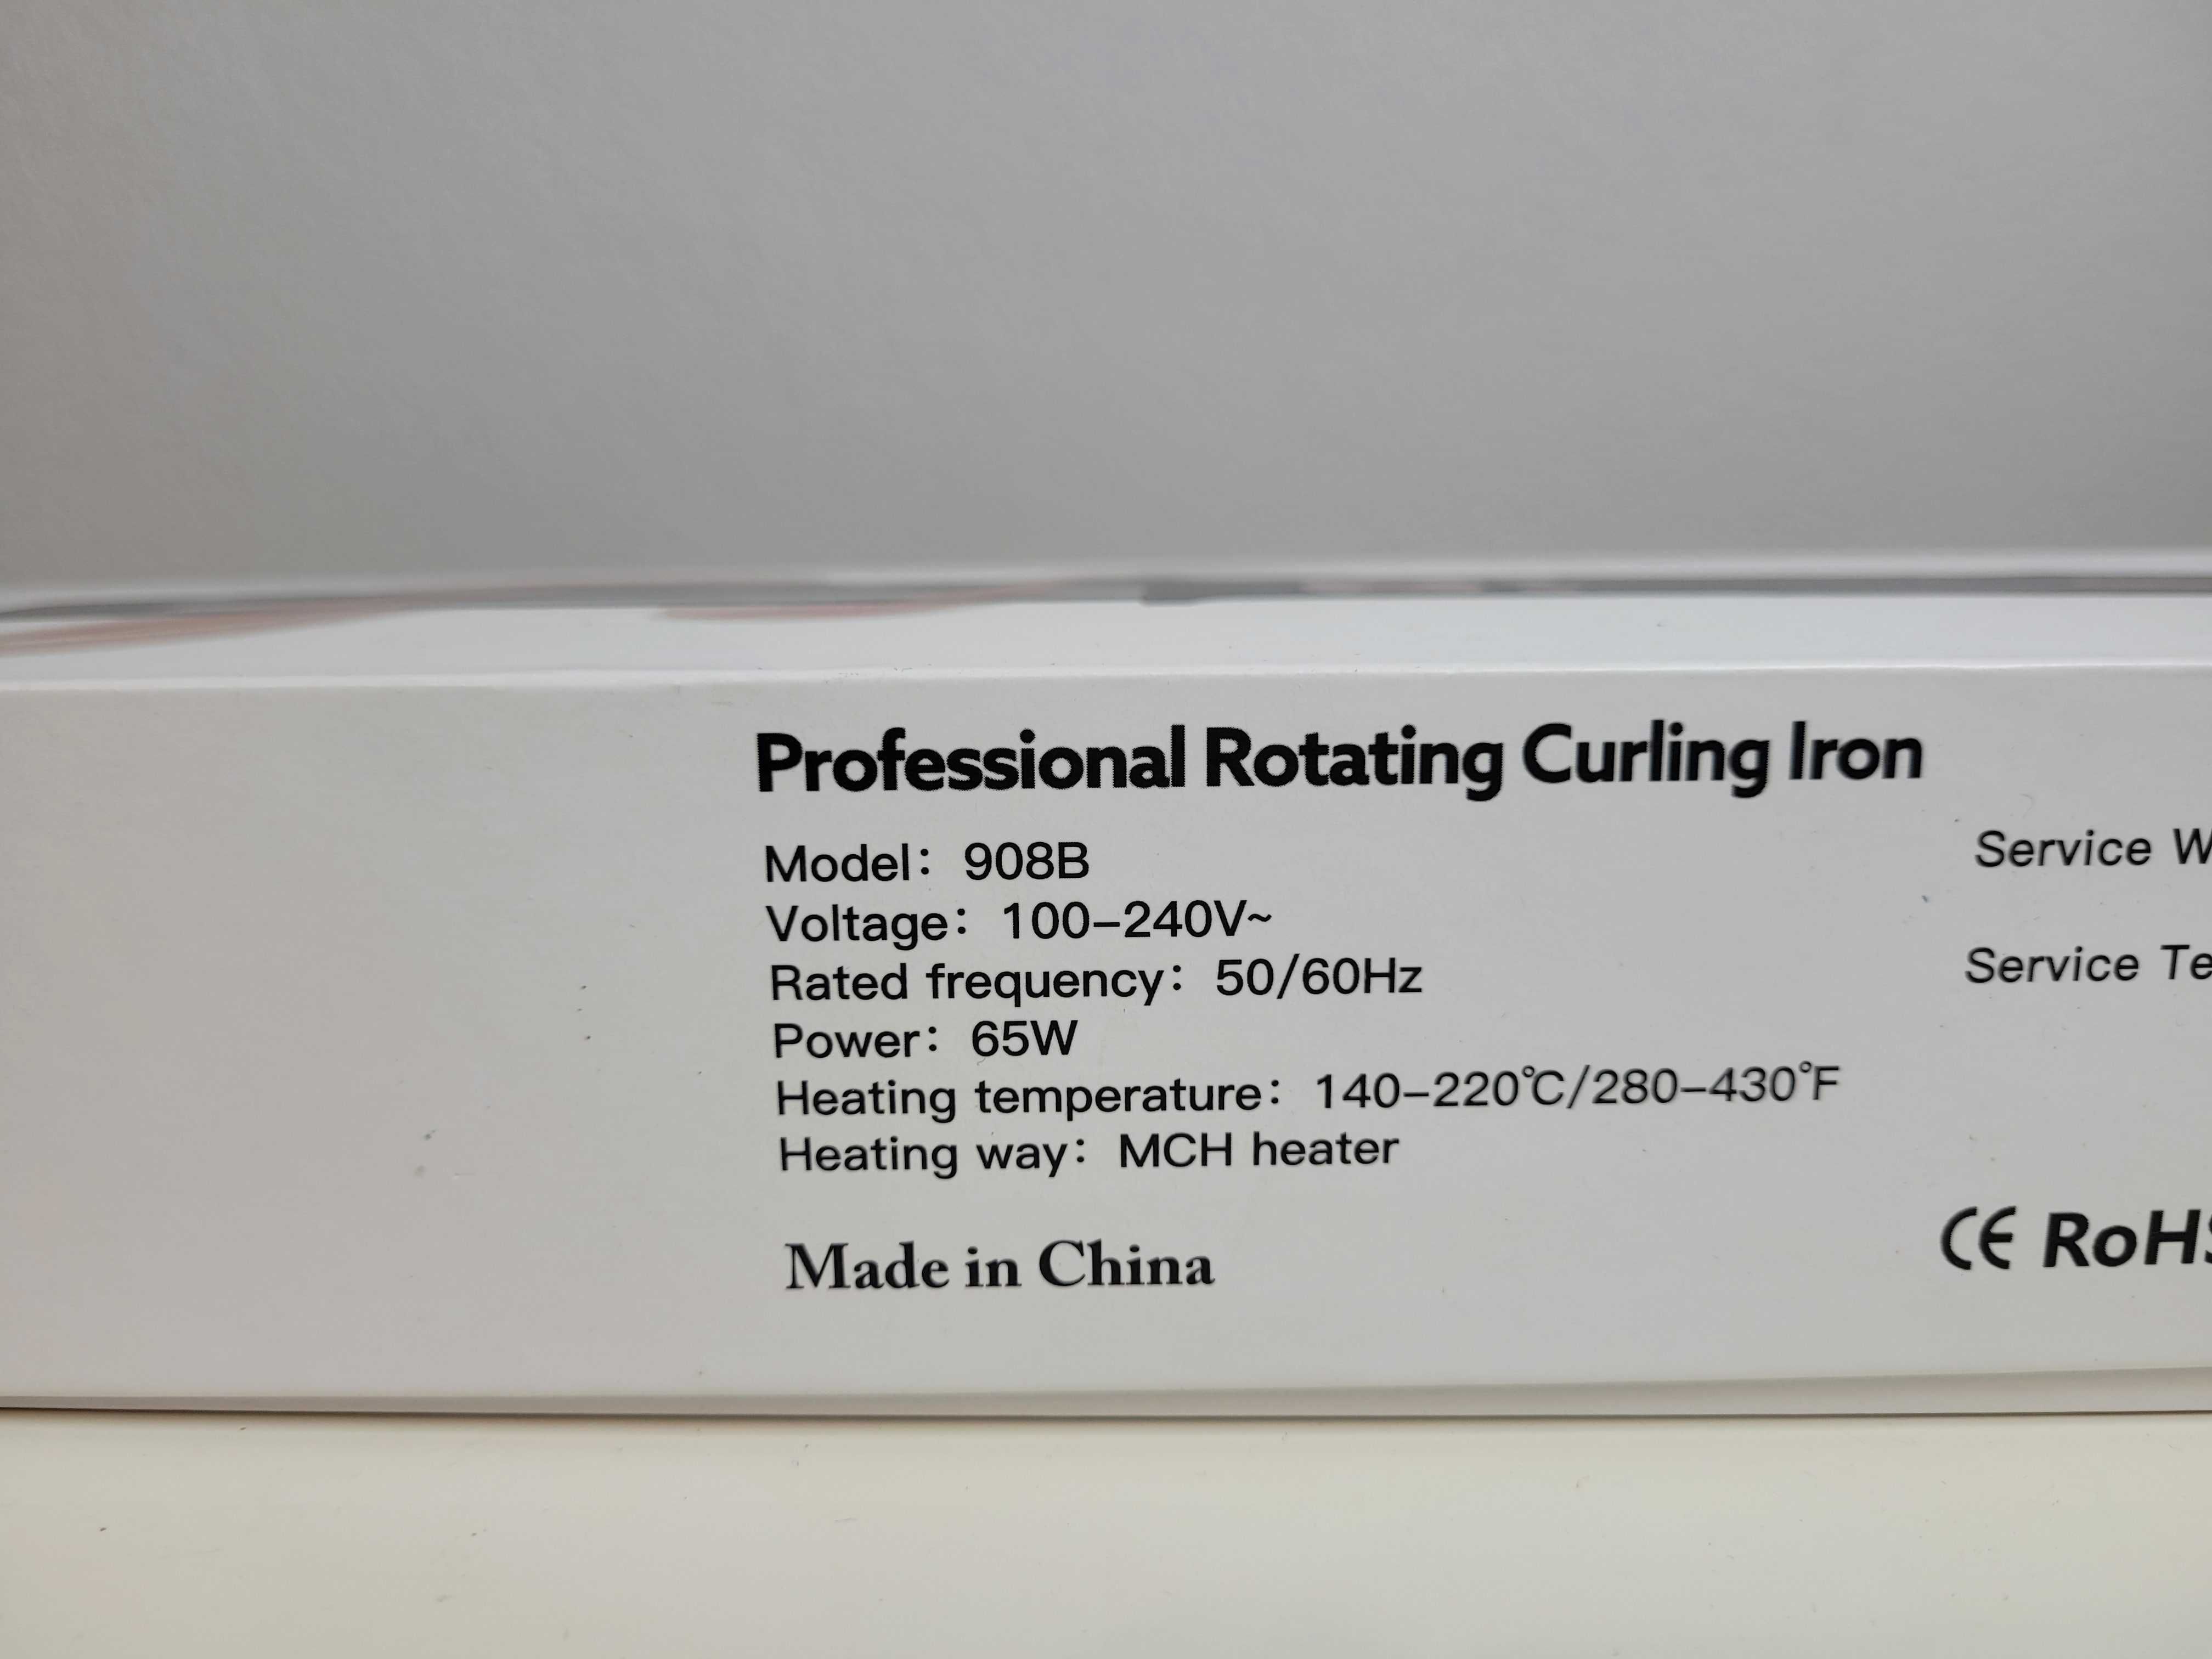 Professional Rotating Curling Iron
Model: 908B
Voltage: 100-240V~
Rated frequency: 50/60Hz
Power: 65W
Heating temperature: 140-220℃/280-430°F
Heating way: MCH heater
Made in China
Service
Service
CE RoHS